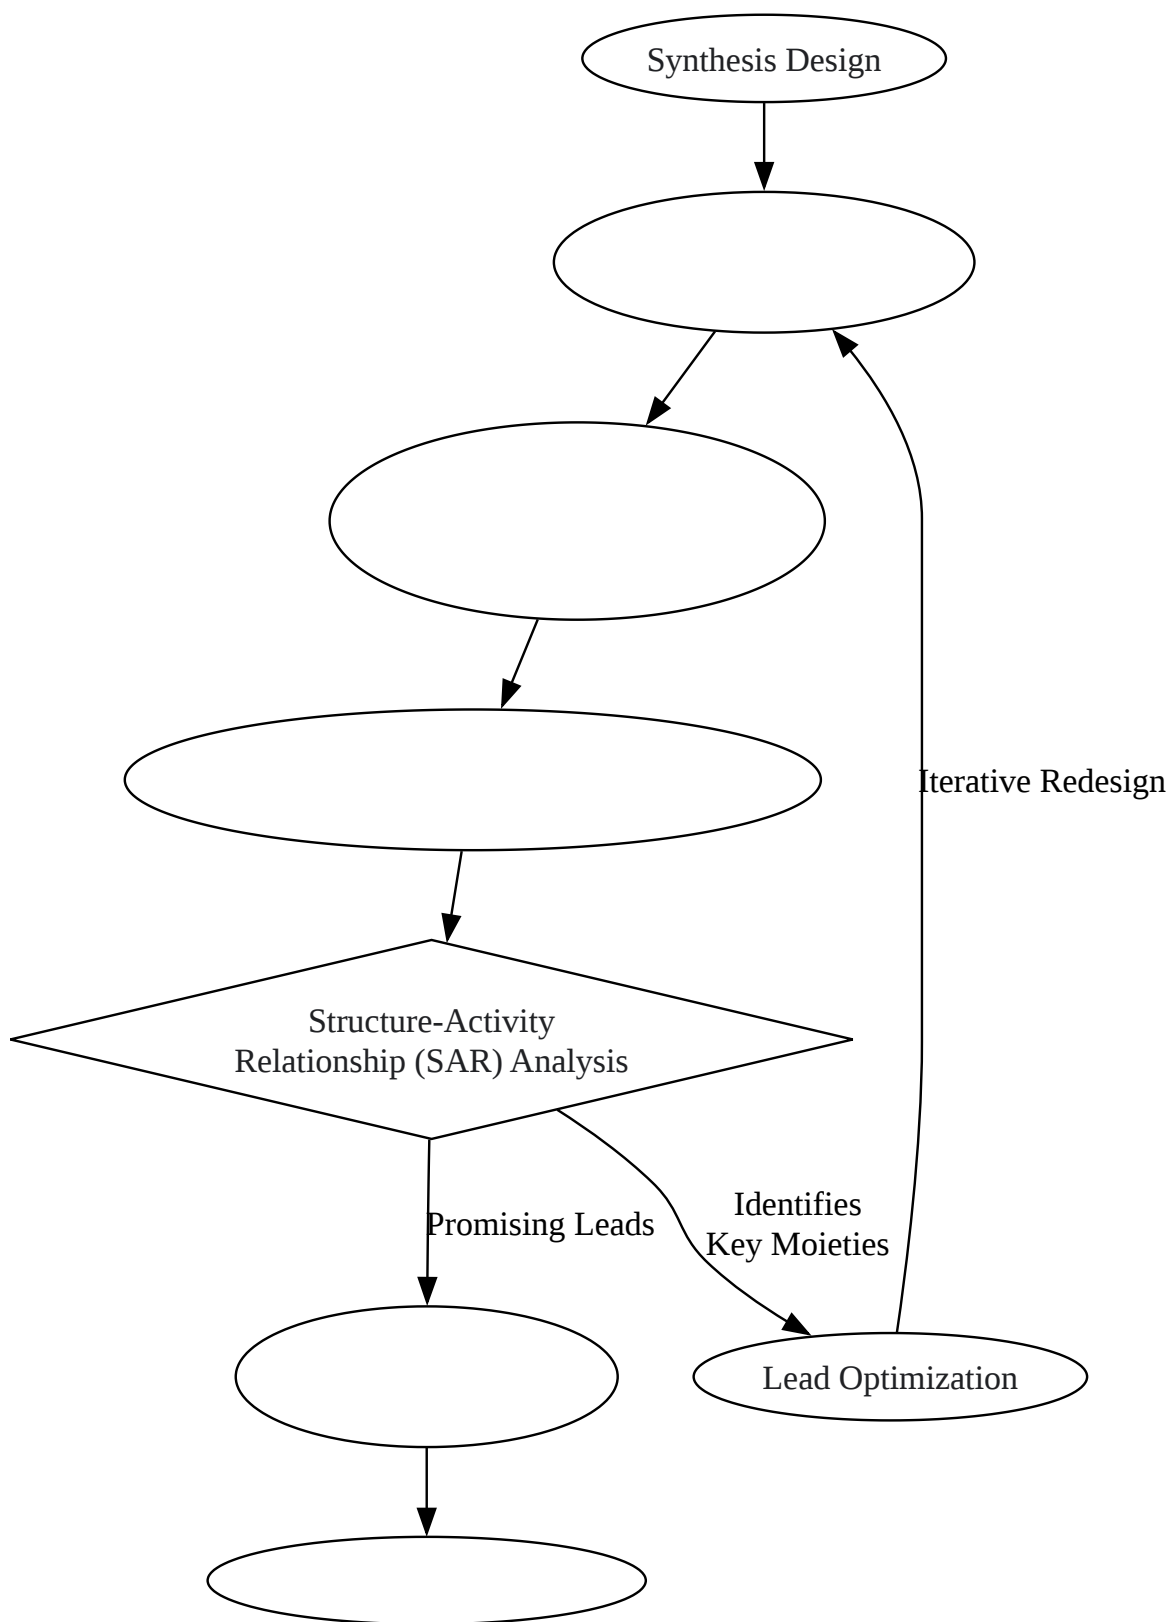 Synthesis Design
Iterative Redesign
Structure-Activity
Relationship (SAR) Analysis
Promising Leads
Identifies
Key Moieties
Lead Optimization